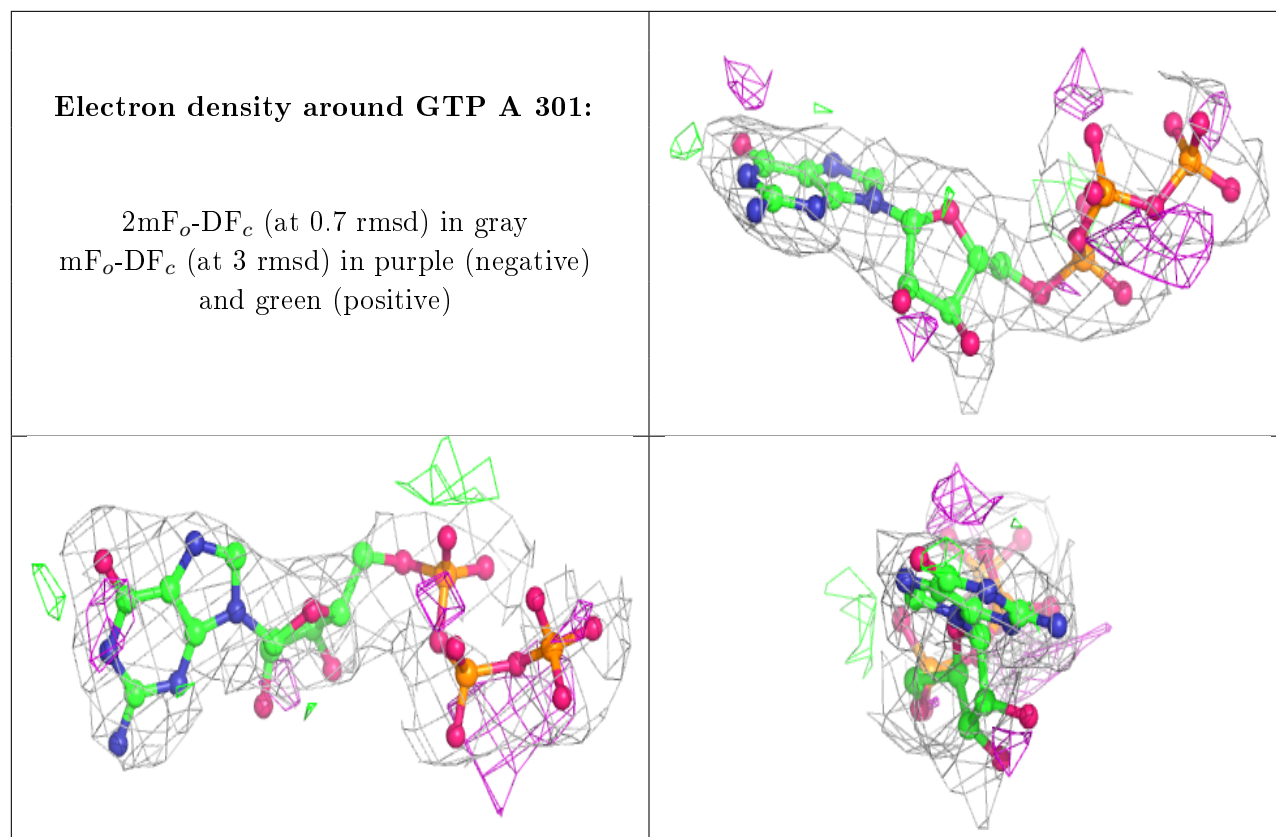 Electron density around GTP A 301:
2mFo-DFc (at 0.7 rmsd) in gray
mFo-DFc (at 3 rmsd) in purple (negative)
and green (positive)